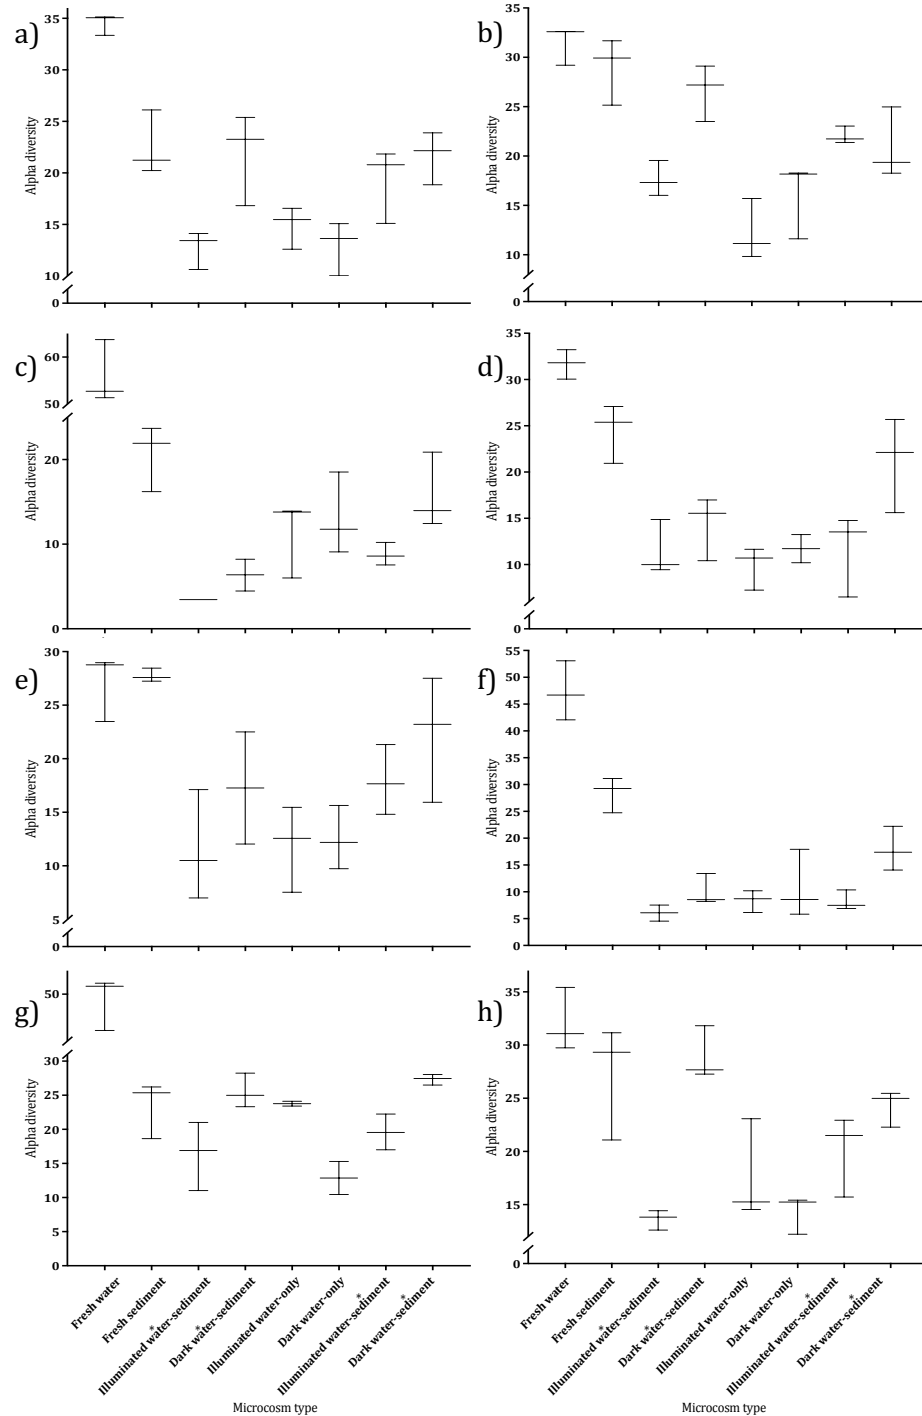 a)
Alpha diversity
35
30
25
20
15
10
0
b)
Alpha diversity
35
30
25
20
15
10
0
c)
Alpha diversity
60
50
20
10
0
d)
Alpha diversity
35
30
25
20
15
10
0
e)
Alpha diversity
30
25
20
15
10
5
0
f)
Alpha diversity
55
50
45
40
35
30
25
20
15
10
5
0
g)
Alpha diversity
50
30
25
20
15
10
5
0
Fresh water
Fresh sediment
Illuminated *water-sediment
Dark *water-sediment
Illuminated water-only
Dark water-only
Illuminated water-*sediment
Dark water-*sediment
Microcosm type
h)
Alpha diversity
35
30
25
20
15
0
Fresh water
Fresh sediment
Illuminated *water-sediment
Dark *water-sediment
Illuminated water-only
Dark water-only
Illuminated water-*sediment
Dark water-*sediment
Microcosm type